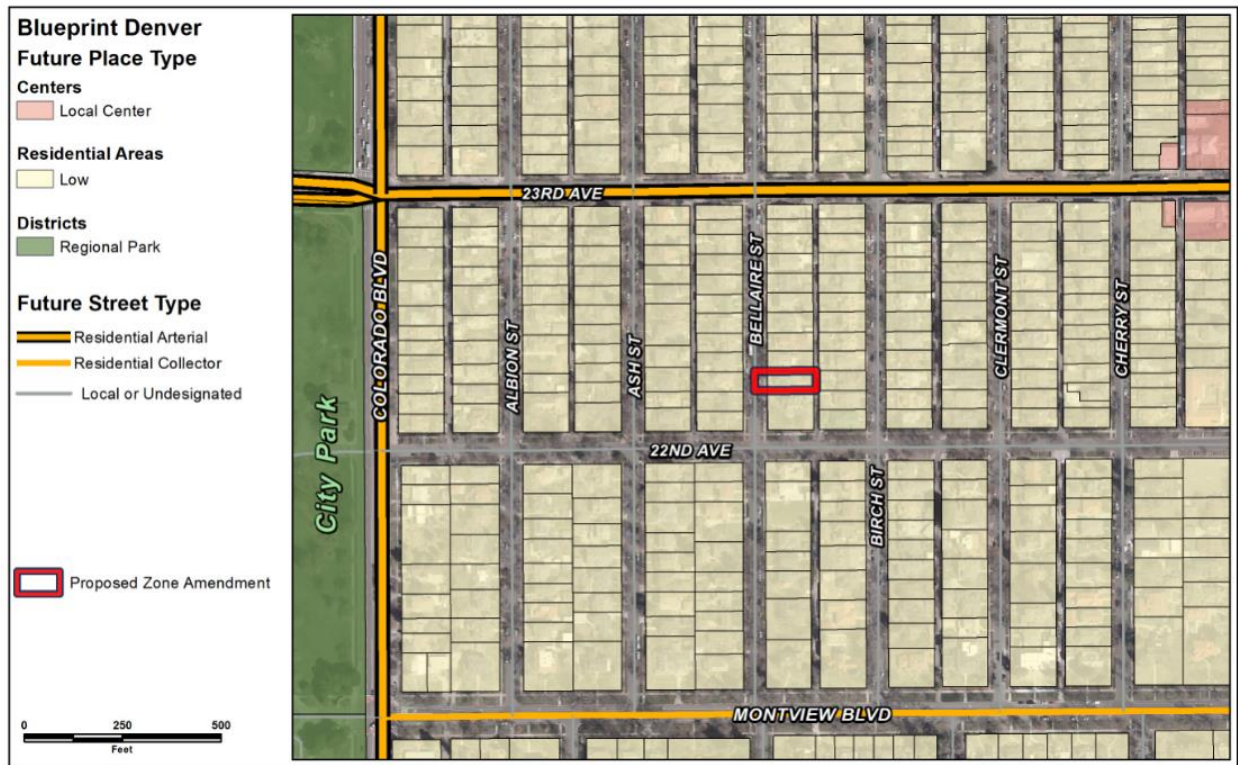 Blueprint Denver
Future Place Type
Centers
Local Center
Residential Areas
Low
Districts
Regional Park
Future Street Type
Residential Arterial
Residential Collector
Local or Undesignated
Proposed Zone Amendment
0 250 500
Feet
23RD AVE
COLORADO BLVD
ALBION ST
ASH ST
BELLAIRE ST
CLERMONT ST
CHERRY ST
City Park
22ND AVE
BIRCH ST
MONTVIEW BLVD